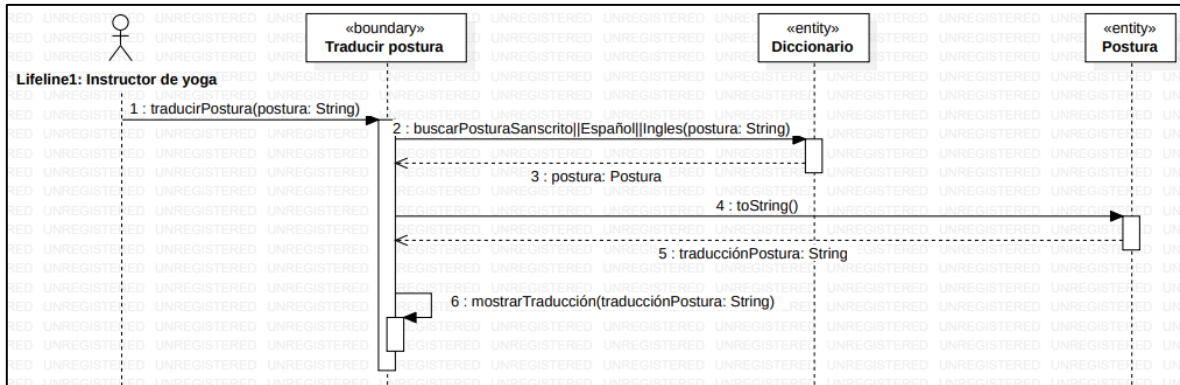 «boundary»
Traducir postura
«entity»
Diccionario
«entity»
Postura
Lifeline1: Instructor de yoga
1 : traducirPostura(postura: String)
2 : buscarPosturaSanscrito||Español||Ingles(postura: String)
3 : postura: Postura
4 : toString()
5 : traducciónPostura: String
6 : mostrarTraducción(traducciónPostura: String)
UNREGISTERED